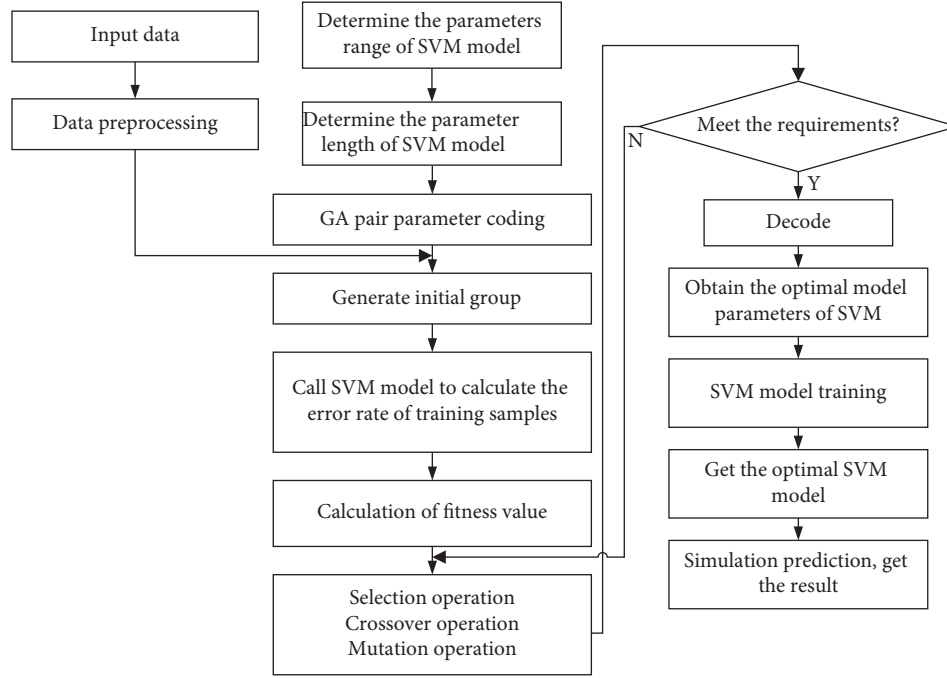 Input data
Data preprocessing
Determine the parameters
range of SVM model
Determine the parameter
length of SVM model
GA pair parameter coding
Generate initial group
Call SVM model to calculate the
error rate of training samples
Calculation of fitness value
Selection operation
Crossover operation
Mutation operation
Meet the requirements?
N
Y
Decode
Obtain the optimal model
parameters of SVM
SVM model training
Get the optimal SVM
model
Simulation prediction, get
the result